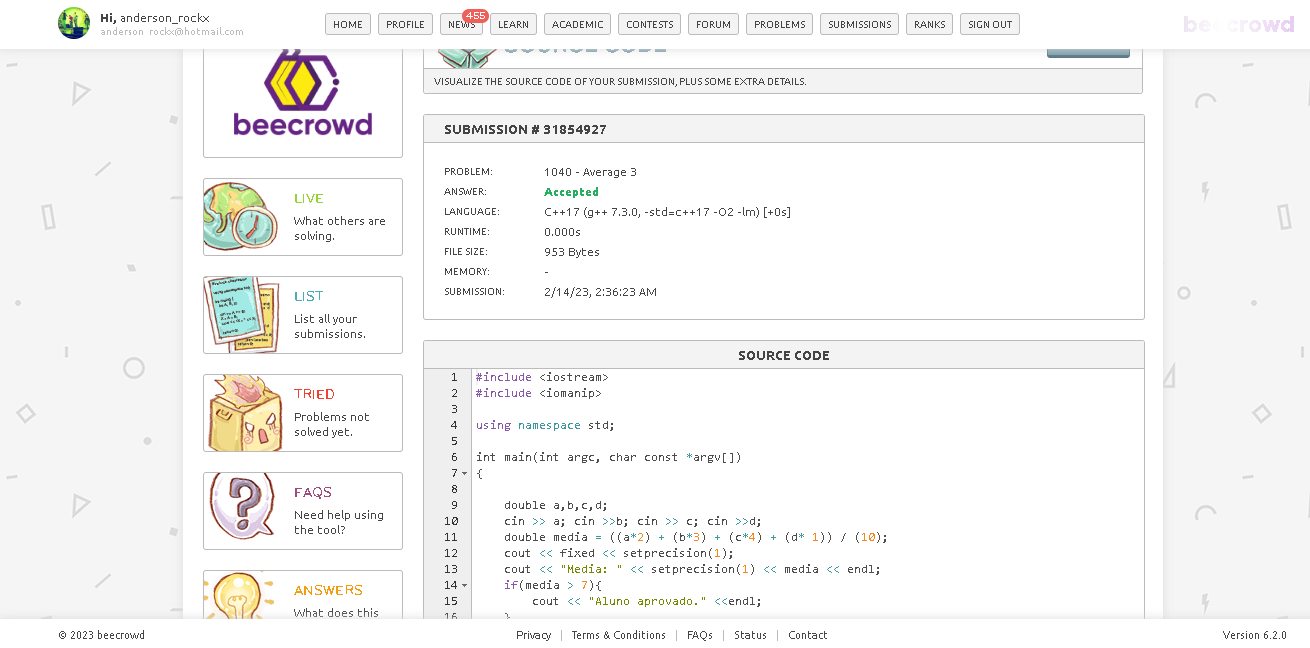 Hi, anderson_rockx
anderson_rockx@hotmail.com
HOME PROFILE NEWS 455 LEARN ACADEMIC CONTESTS FORUM PROBLEMS SUBMISSIONS RANKS SIGN OUT
beecrowd
SOURCE CODE
VISUALIZE THE SOURCE CODE OF YOUR SUBMISSION, PLUS SOME EXTRA DETAILS.
beecrowd
LIVE
What others are
solving.
LIST
List all your
submissions.
TRIED
Problems not
solved yet.
FAQS
Need help using
the tool?
ANSWERS
What does this
SUBMISSION # 31854927
PROBLEM: 1040 - Average 3
ANSWER: Accepted
LANGUAGE: C++17 (g++ 7.3.0, -std=c++17 -O2 -lm) [+0s]
RUNTIME: 0.000s
FILE SIZE: 953 Bytes
MEMORY: -
SUBMISSION: 2/14/23, 2:36:23 AM
SOURCE CODE
1 #include <iostream>
2 #include <iomanip>
3
4 using namespace std;
5
6 int main(int argc, char const *argv[])
7 {
8
9 double a,b,c,d;
10 cin >> a; cin >>b; cin >> c; cin >>d;
11 double media = ((a*2) + (b*3) + (c*4) + (d* 1)) / (10);
12 cout << fixed << setprecision(1);
13 cout << "Media: " << setprecision(1) << media << endl;
14 if(media > 7){
15 cout << "Aluno aprovado." <<endl;
16 }
© 2023 beecrowd
Privacy | Terms & Conditions | FAQs | Status | Contact
Version 6.2.0